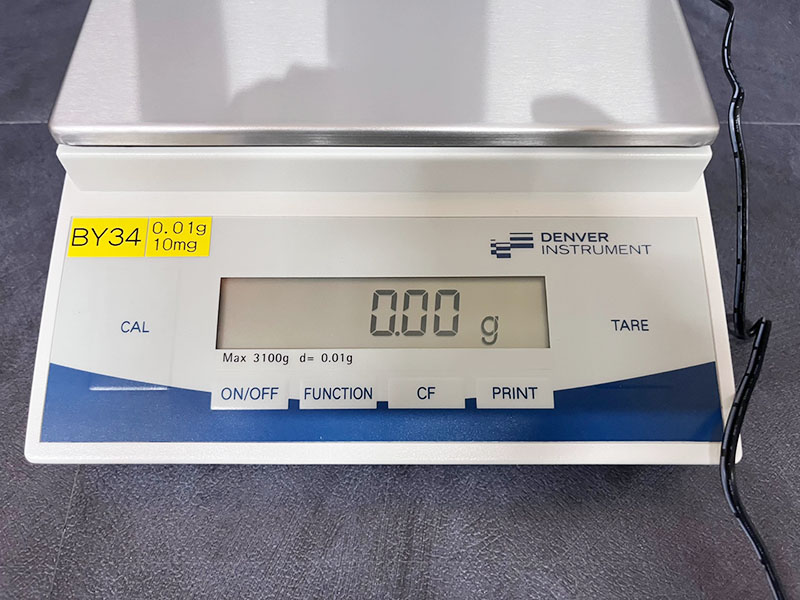 BY34
0.01g
10mg
DENVER
INSTRUMENT
0.00 g
CAL
TARE
Max 3100g d= 0.01g
ON/OFF
FUNCTION
CF
PRINT